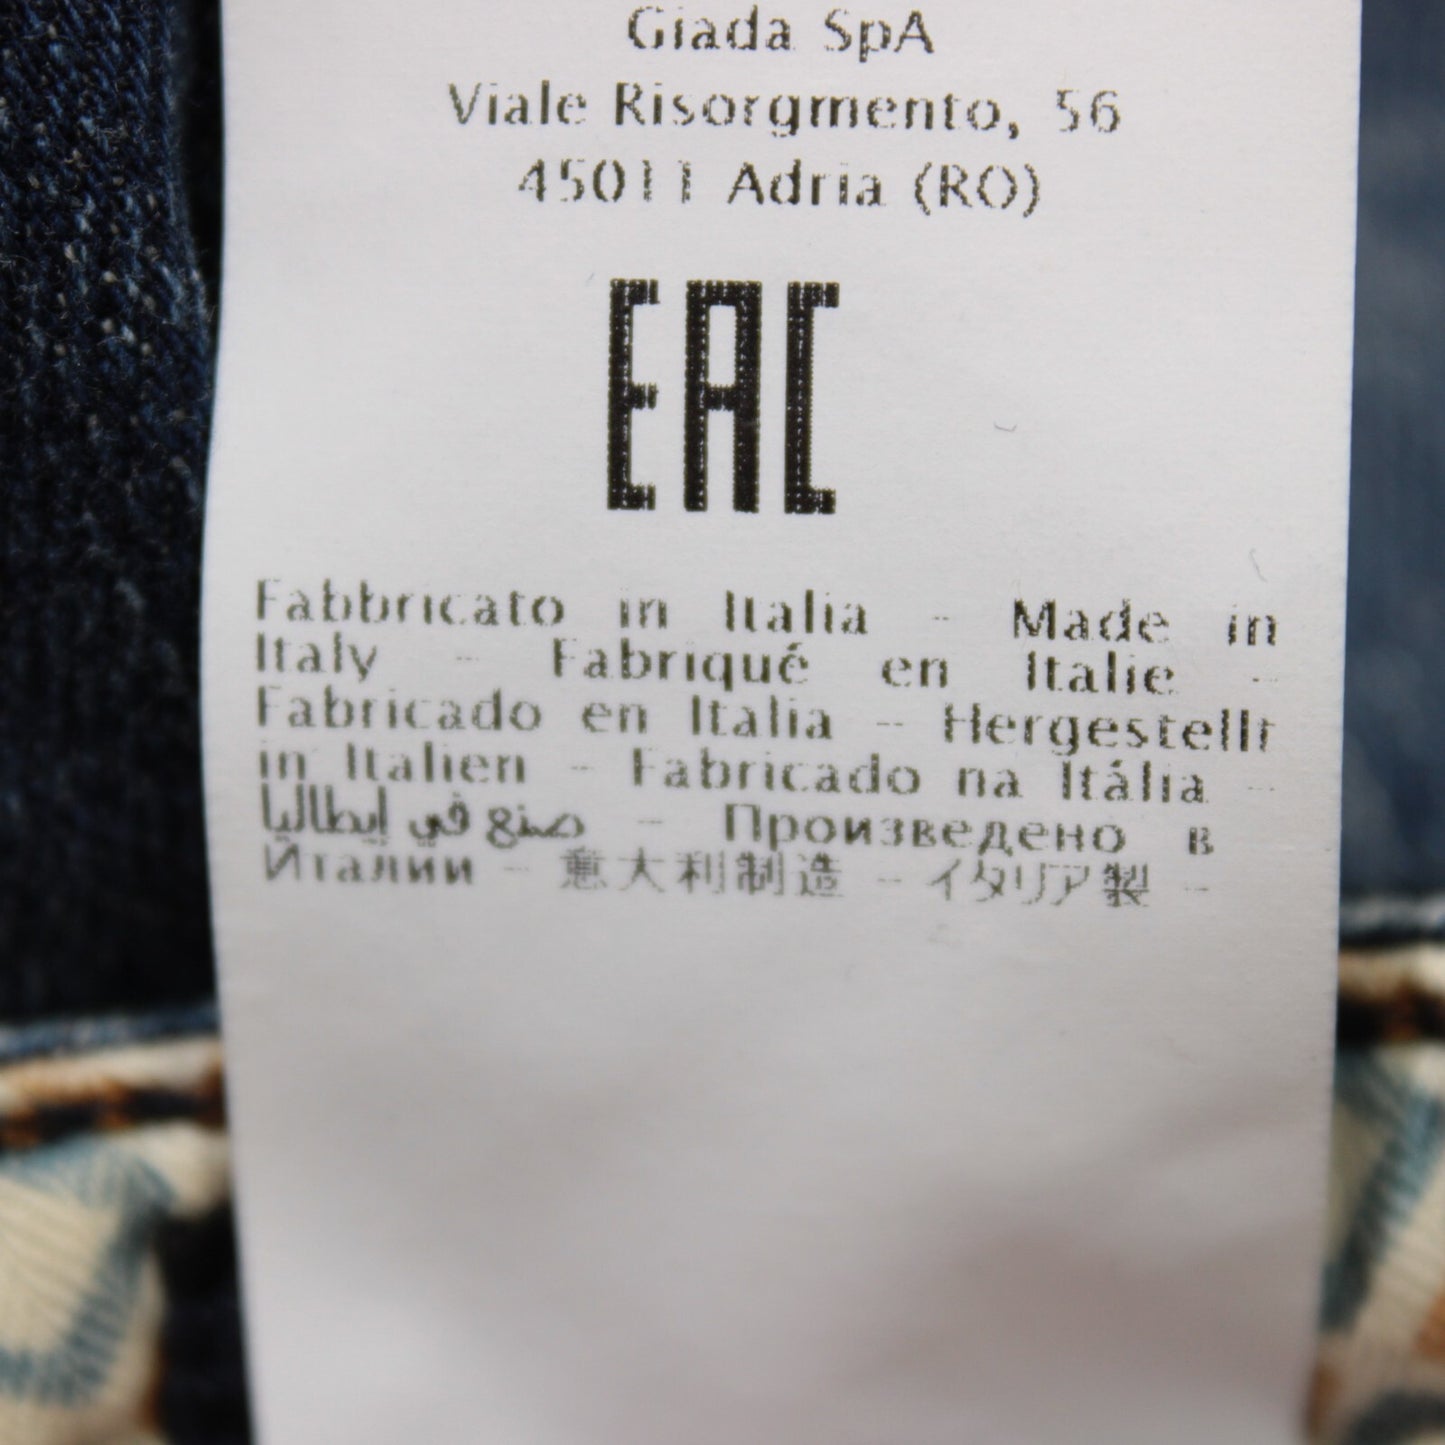 Giada SpA
Viale Risorgmento, 56
45011 Adria (RO)
EAC
Fabbricato in Italia - Made in
Italy - Fabriqué en Italie -
Fabricado en Italia - Hergestellt
in Italien - Fabricado na Itália -
صنع في إيطاليا - Произведено в
Италии - 意大利制造 - イタリア製 -